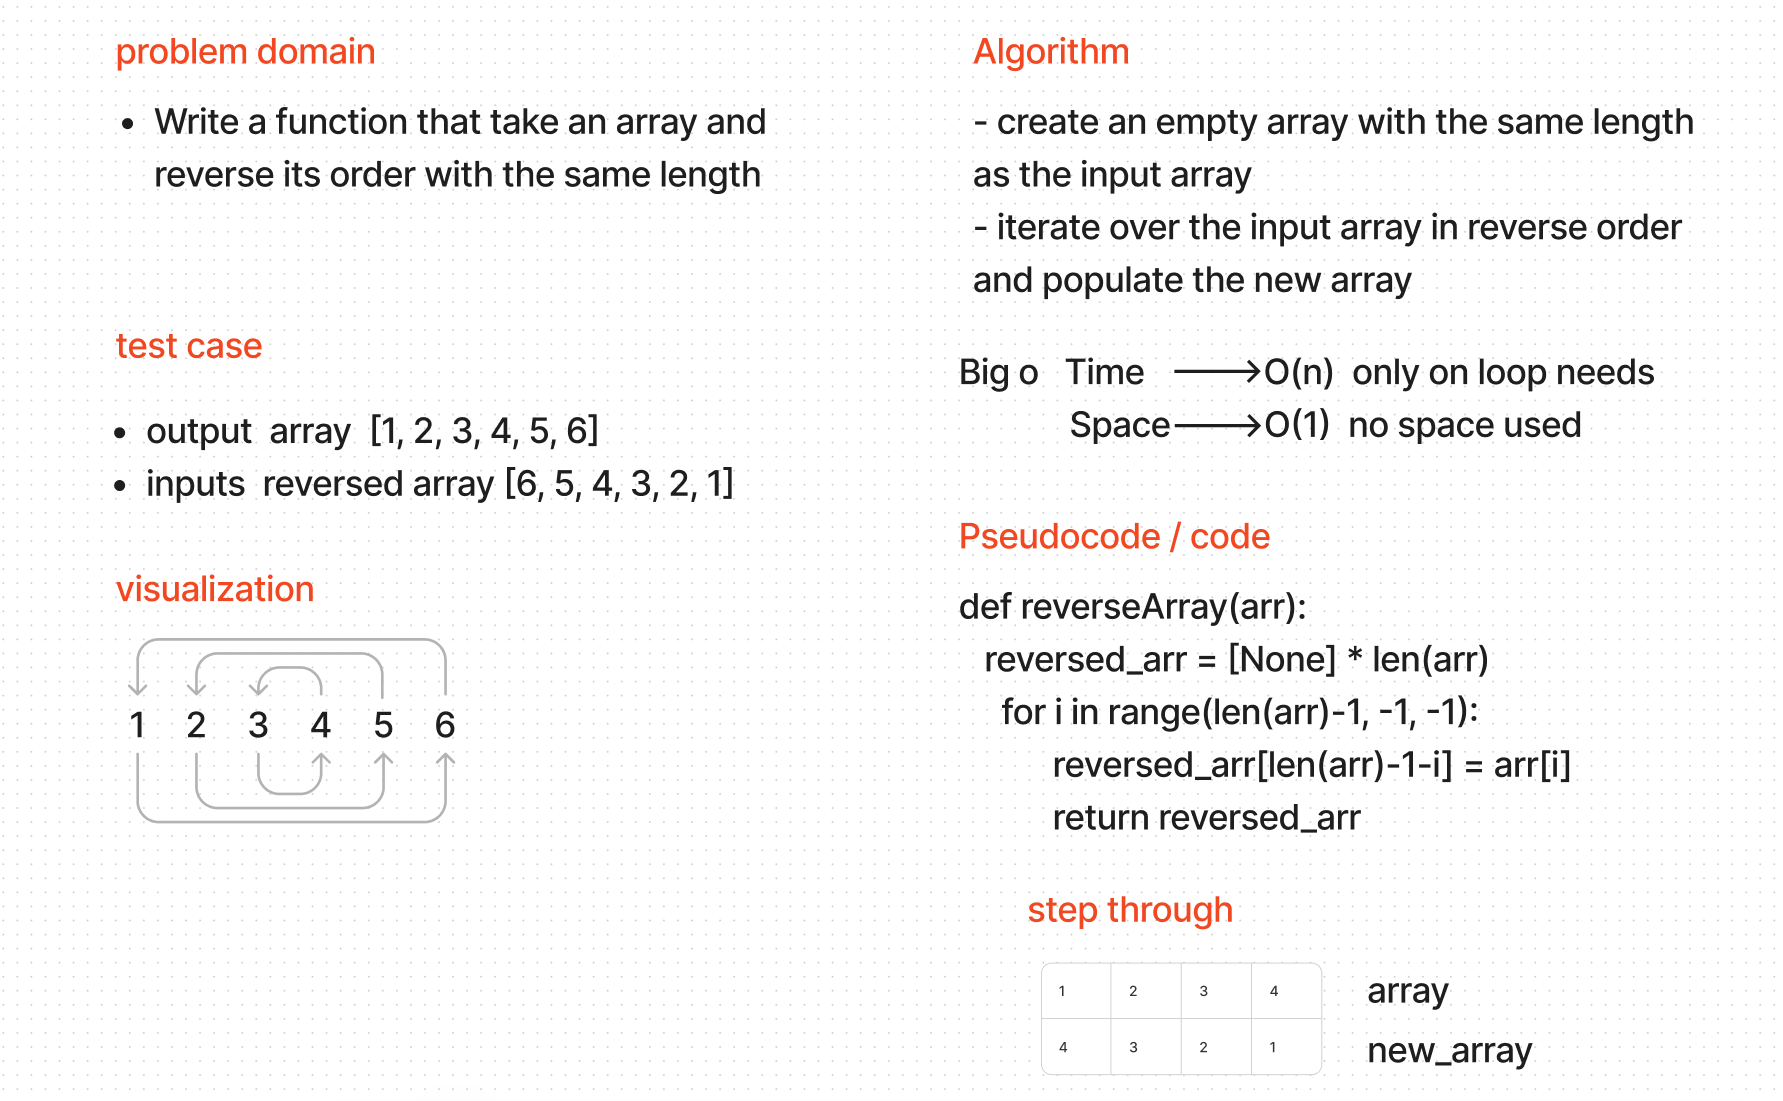 problem domain
• Write a function that take an array and
reverse its order with the same length
test case
• output array [1, 2, 3, 4, 5, 6]
• inputs reversed array [6, 5, 4, 3, 2, 1]
visualization
1 2 3 4 5 6
Algorithm
- create an empty array with the same length
as the input array
- iterate over the input array in reverse order
and populate the new array
Big o Time O(n) only on loop needs
Space O(1) no space used
Pseudocode / code
def reverseArray(arr):
reversed_arr = [None] * len(arr)
for i in range(len(arr)-1, -1, -1):
reversed_arr[len(arr)-1-i] = arr[i]
return reversed_arr
step through
1 2 3 4 array
4 3 2 1 new_array